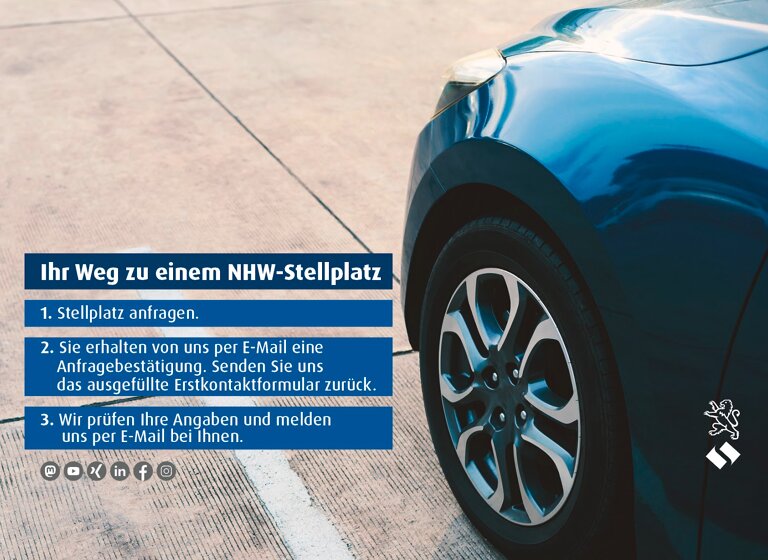 Ihr Weg zu einem NHW-Stellplatz
1. Stellplatz anfragen.
2. Sie erhalten von uns per E-Mail eine
Anfragebestätigung. Senden Sie uns
das ausgefüllte Erstkontaktformular zurück.
3. Wir prüfen Ihre Angaben und melden
uns per E-Mail bei Ihnen.